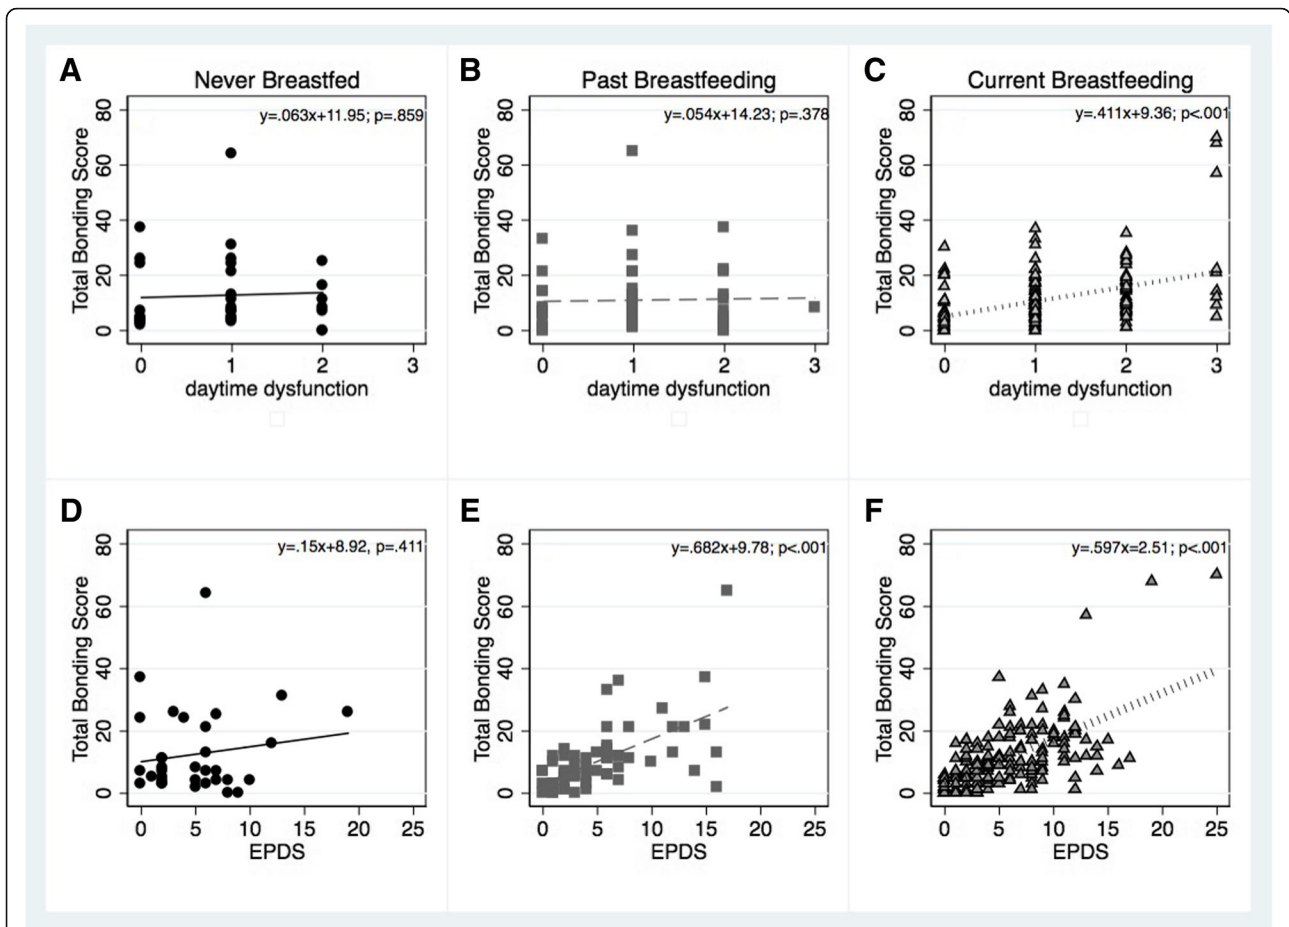 A
Never Breastfed
y=.063x+11.95; p=.859
Total Bonding Score
80
60
40
20
0
0 1 2 3
daytime dysfunction
B
Past Breastfeeding
y=.054x+14.23; p=.378
Total Bonding Score
80
60
40
20
0
0 1 2 3
daytime dysfunction
C
Current Breastfeeding
y=.411x+9.36; p<.001
Total Bonding Score
80
60
40
20
0
0 1 2 3
daytime dysfunction
D
y=.15x+8.92, p=.411
Total Bonding Score
80
60
40
20
0
0 5 10 15 20 25
EPDS
E
y=.682x+9.78; p<.001
Total Bonding Score
80
60
40
20
0
0 5 10 15 20 25
EPDS
F
y=.597x=2.51; p<.001
Total Bonding Score
80
60
40
20
0
0 5 10 15 20 25
EPDS